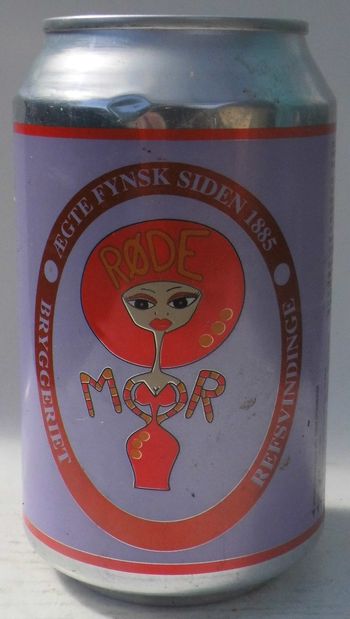 ÆGTE FYNSK SIDEN 1885
RØDE
MOR
BRYGGERIET
REFSVINDINGE